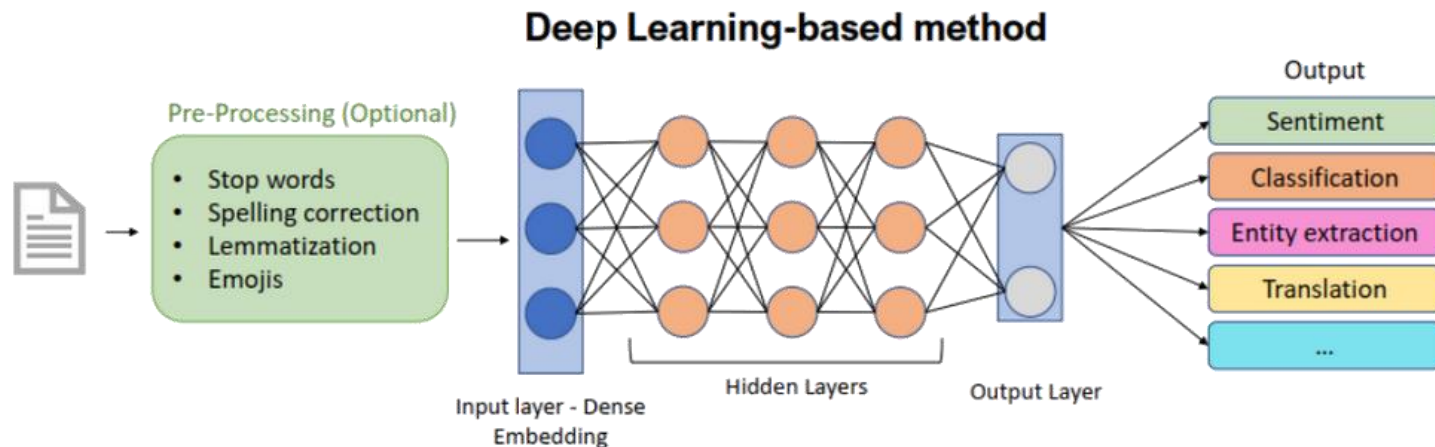 Deep Learning-based method
Pre-Processing (Optional)
• Stop words
• Spelling correction
• Lemmatization
• Emojis
Input layer - Dense
Embedding
Hidden Layers
Output Layer
Output
Sentiment
Classification
Entity extraction
Translation
...